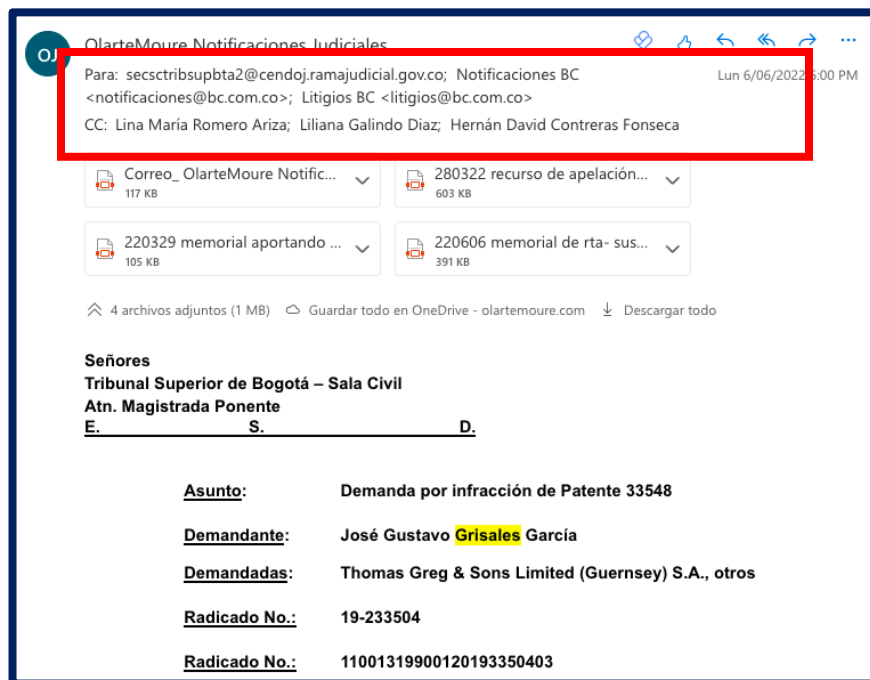 OJ
OlarteMoure Notificaciones Judiciales
Para: secsctribsupbta2@cendoj.ramajudicial.gov.co; Notificaciones BC
Lun 6/06/2022 5:00 PM
<notificaciones@bc.com.co>; Litigios BC <litigios@bc.com.co>
CC: Lina María Romero Ariza; Liliana Galindo Diaz; Hernán David Contreras Fonseca
Correo_ OlarteMoure Notific...
117 KB
280322 recurso de apelación...
603 KB
220329 memorial aportando ...
105 KB
220606 memorial de rta- sus...
391 KB
4 archivos adjuntos (1 MB) Guardar todo en OneDrive - olartemoure.com Descargar todo
Señores
Tribunal Superior de Bogotá – Sala Civil
Atn. Magistrada Ponente
E. S. D.
Asunto: Demanda por infracción de Patente 33548
Demandante: José Gustavo Grisales García
Demandadas: Thomas Greg & Sons Limited (Guernsey) S.A., otros
Radicado No.: 19-233504
Radicado No.: 11001319900120193350403